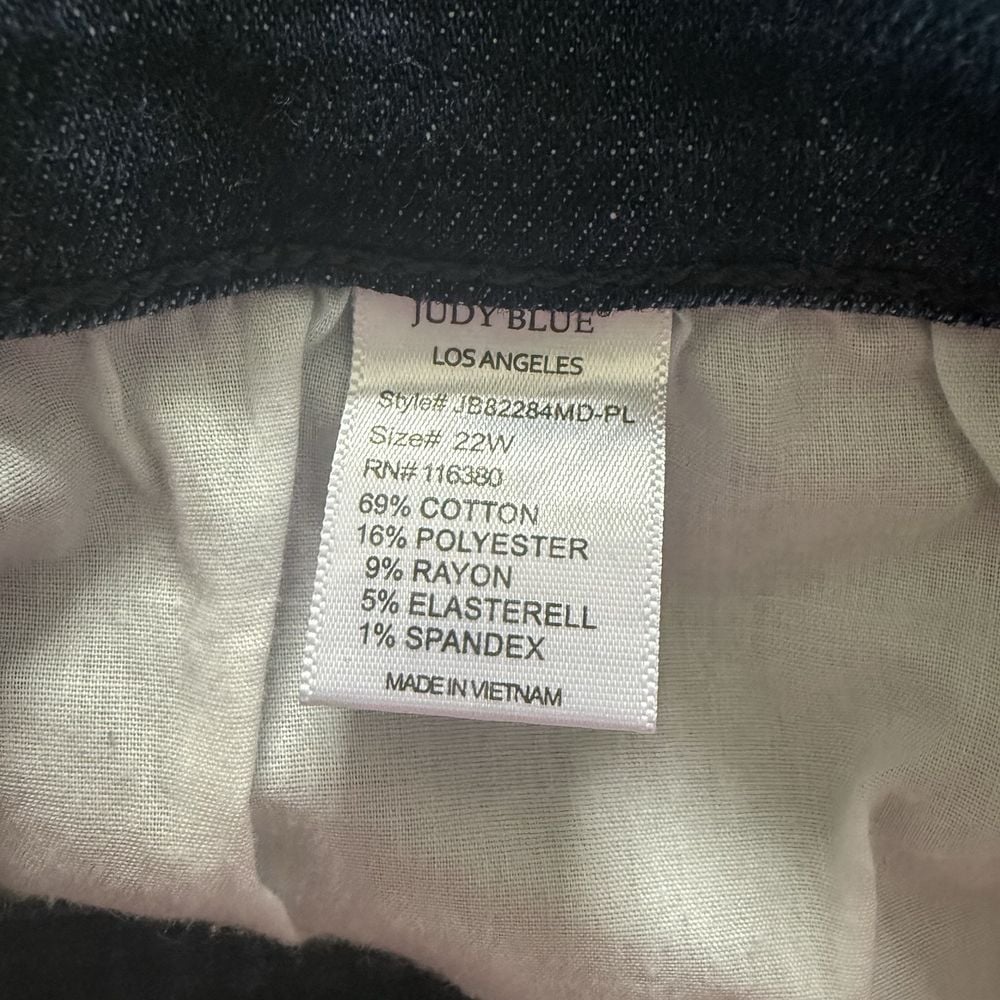 JUDY BLUE®
LOS ANGELES
Style# JB82284MD-PL
Size# 22W
RN# 116380
69% COTTON
16% POLYESTER
9% RAYON
5% ELASTERELL
1% SPANDEX
MADE IN VIETNAM